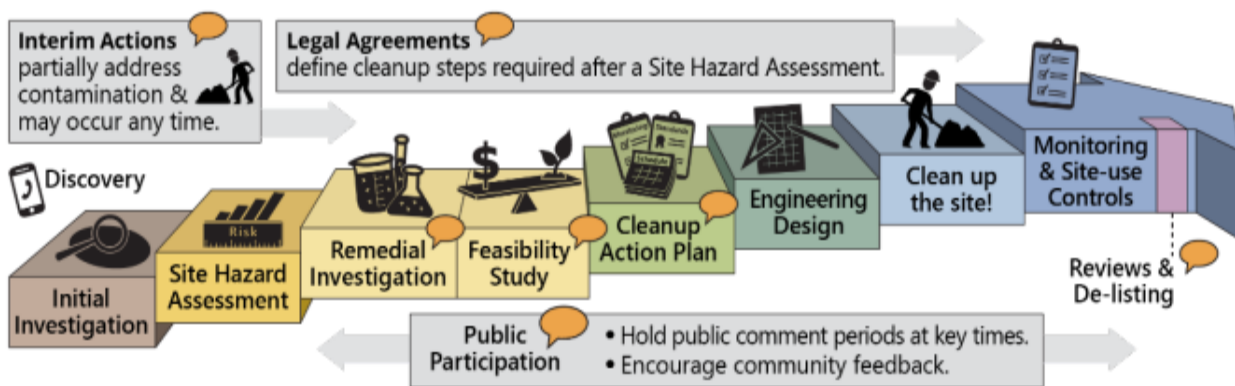 Interim Actions
partially address
contamination &
may occur any time.
Legal Agreements
define cleanup steps required after a Site Hazard Assessment.
Discovery
Initial
Investigation
Risk
Site Hazard
Assessment
Remedial
Investigation
$
Feasibility
Study
Monitoring
Standards
Schedule
Cleanup
Action Plan
Engineering
Design
Clean up
the site!
Monitoring
& Site-use
Controls
Reviews &
De-listing
Public
Participation
• Hold public comment periods at key times.
• Encourage community feedback.